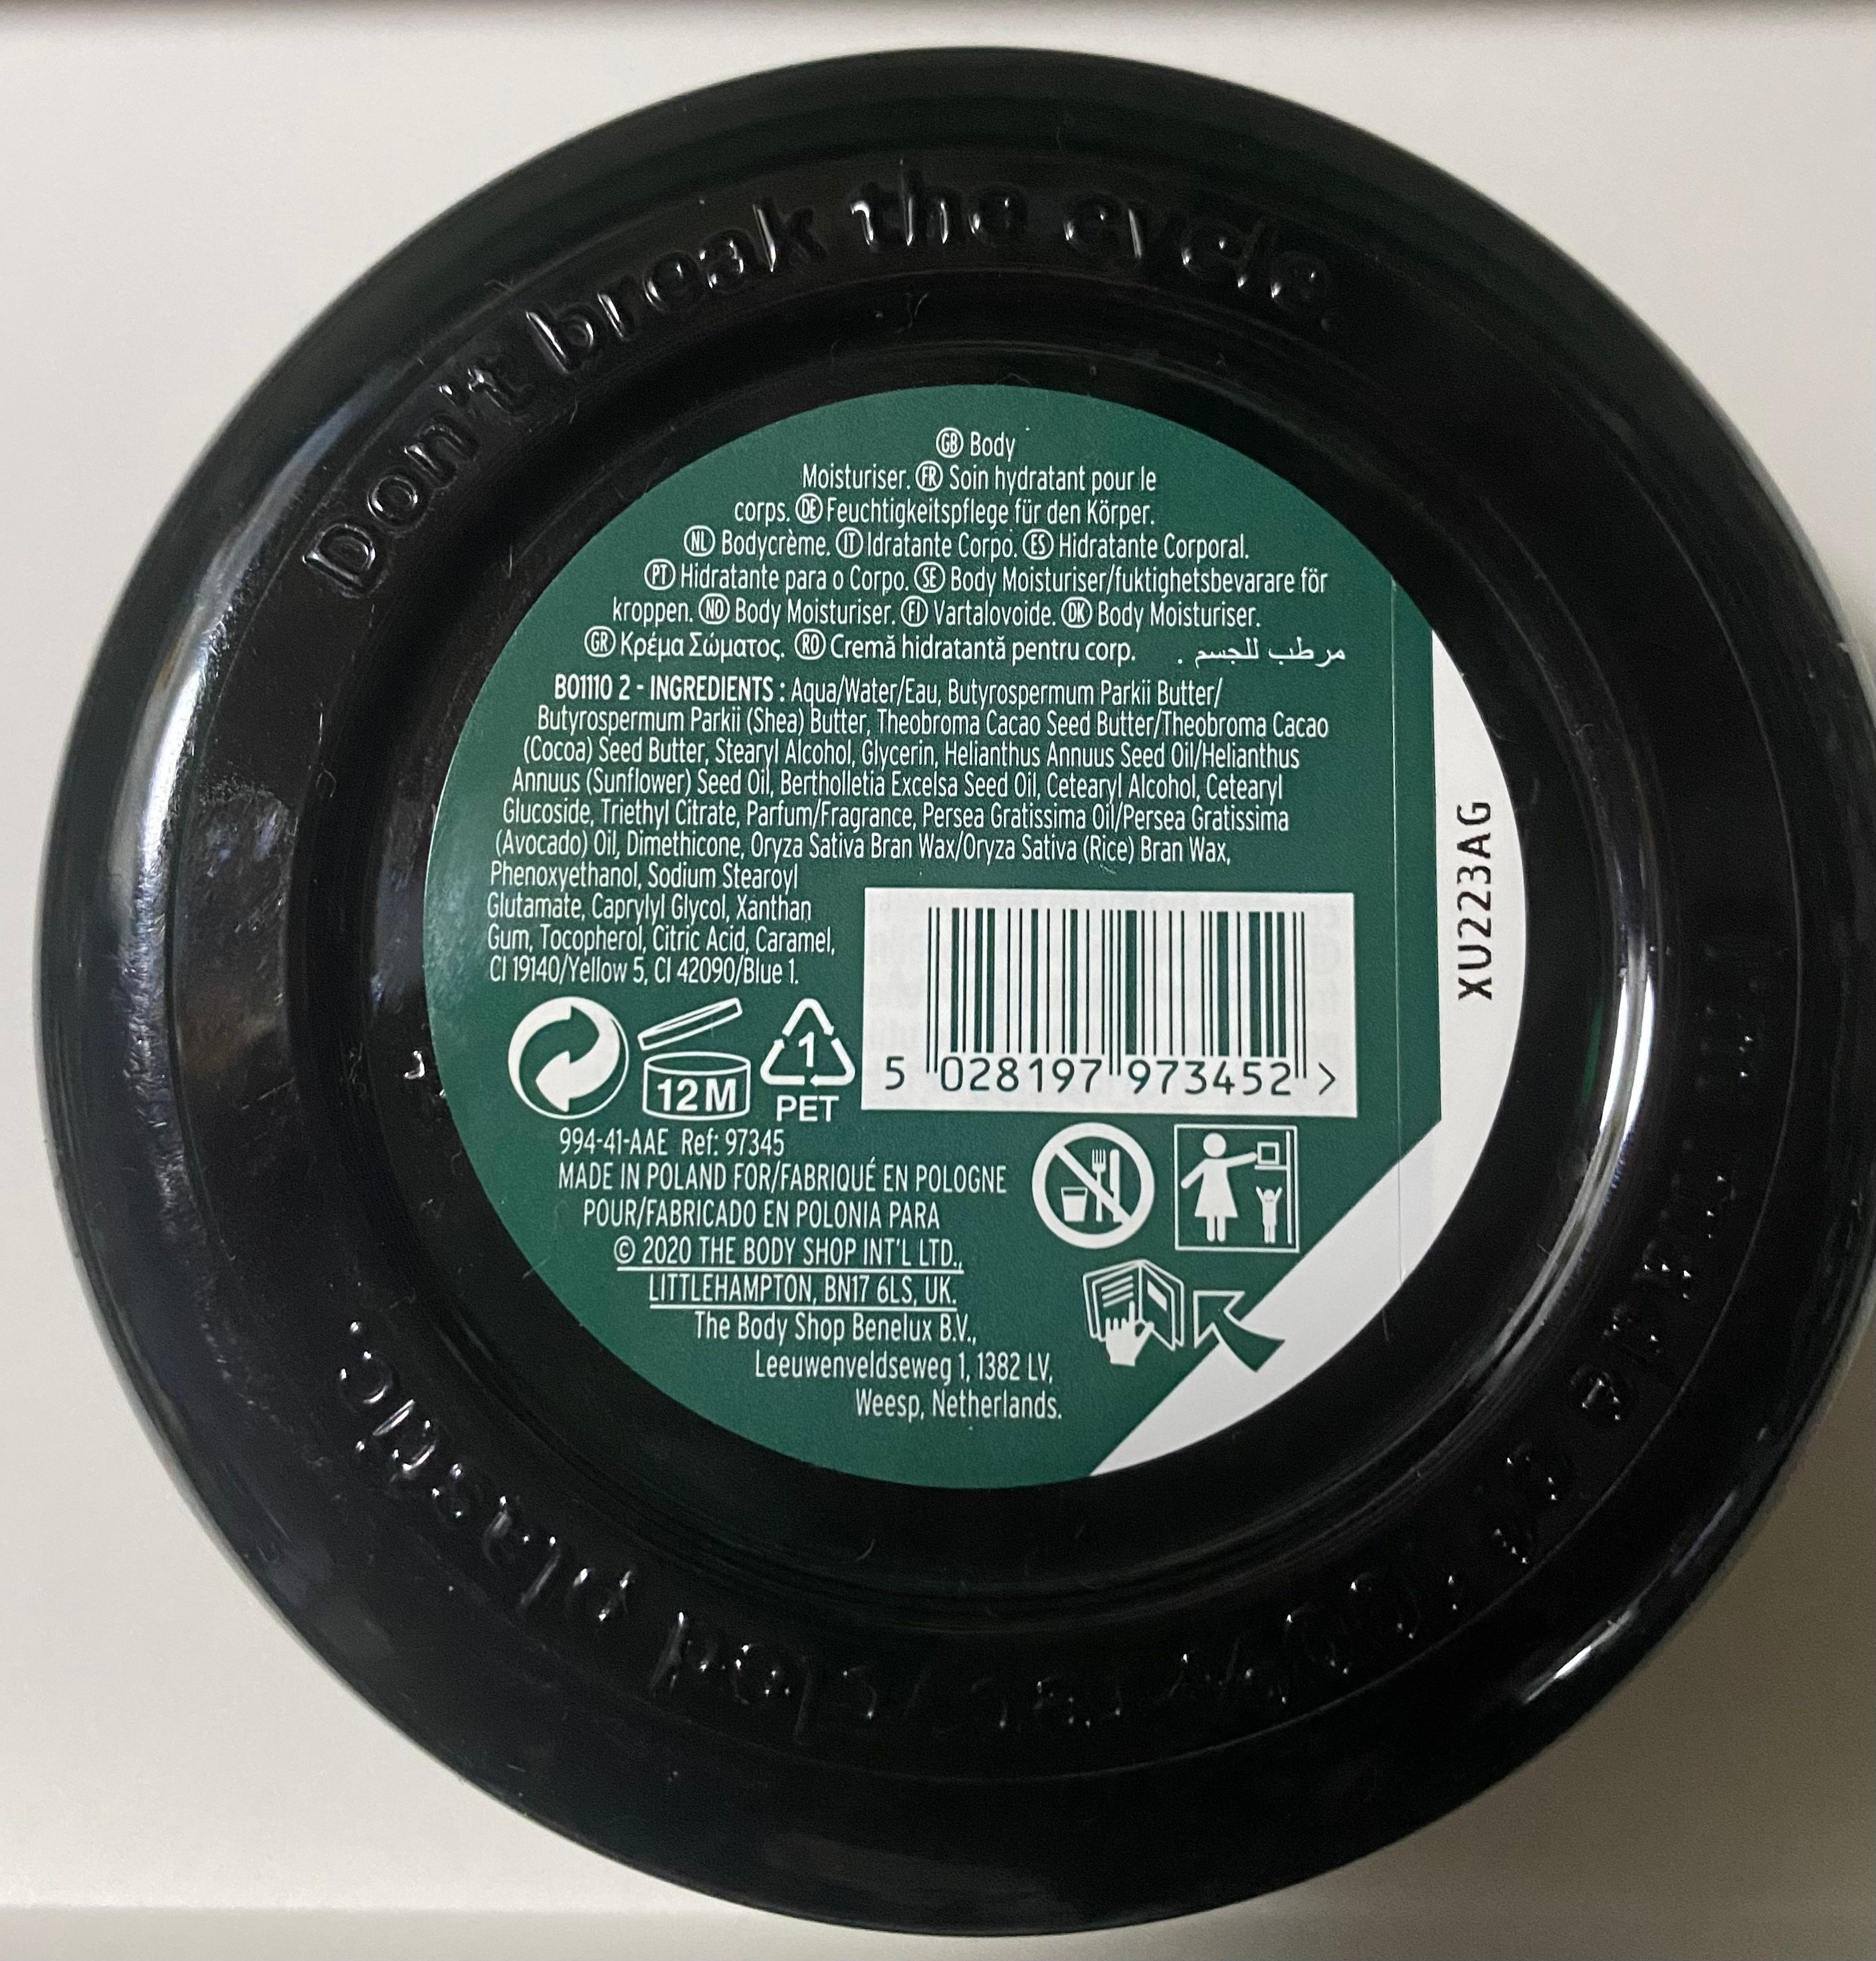 Don't break the cycle.
GB Body
Moisturiser. FR Soin hydratant pour le
corps. DE Feuchtigkeitspflege für den Körper.
NL Bodycrème. IT Idratante Corpo. ES Hidratante Corporal.
PT Hidratante para o Corpo. SE Body Moisturiser/fuktighetsbevarare för
kroppen. NO Body Moisturiser. FI Vartalovoide. DK Body Moisturiser.
GR Κρέμα Σώματος. RO Cremă hidratantă pentru corp. مرطب للجسم .
B01110 2 - INGREDIENTS : Aqua/Water/Eau, Butyrospermum Parkii Butter/
Butyrospermum Parkii (Shea) Butter, Theobroma Cacao Seed Butter/Theobroma Cacao
(Cocoa) Seed Butter, Stearyl Alcohol, Glycerin, Helianthus Annuus Seed Oil/Helianthus
Annuus (Sunflower) Seed Oil, Bertholletia Excelsa Seed Oil, Cetearyl Alcohol, Cetearyl
Glucoside, Triethyl Citrate, Parfum/Fragrance, Persea Gratissima Oil/Persea Gratissima
(Avocado) Oil, Dimethicone, Oryza Sativa Bran Wax/Oryza Sativa (Rice) Bran Wax,
Phenoxyethanol, Sodium Stearoyl
Glutamate, Caprylyl Glycol, Xanthan
Gum, Tocopherol, Citric Acid, Caramel,
CI 19140/Yellow 5, CI 42090/Blue 1.
5 028197 973452 >
12 M
1
PET
994-41-AAE Ref: 97345
MADE IN POLAND FOR/FABRIQUÉ EN POLOGNE
POUR/FABRICADO EN POLONIA PARA
© 2020 THE BODY SHOP INT'L LTD.,
LITTLEHAMPTON, BN17 6LS, UK.
The Body Shop Benelux B.V.,
Leeuwenveldseweg 1, 1382 LV,
Weesp, Netherlands.
XU223AG
100% recycled plastic.